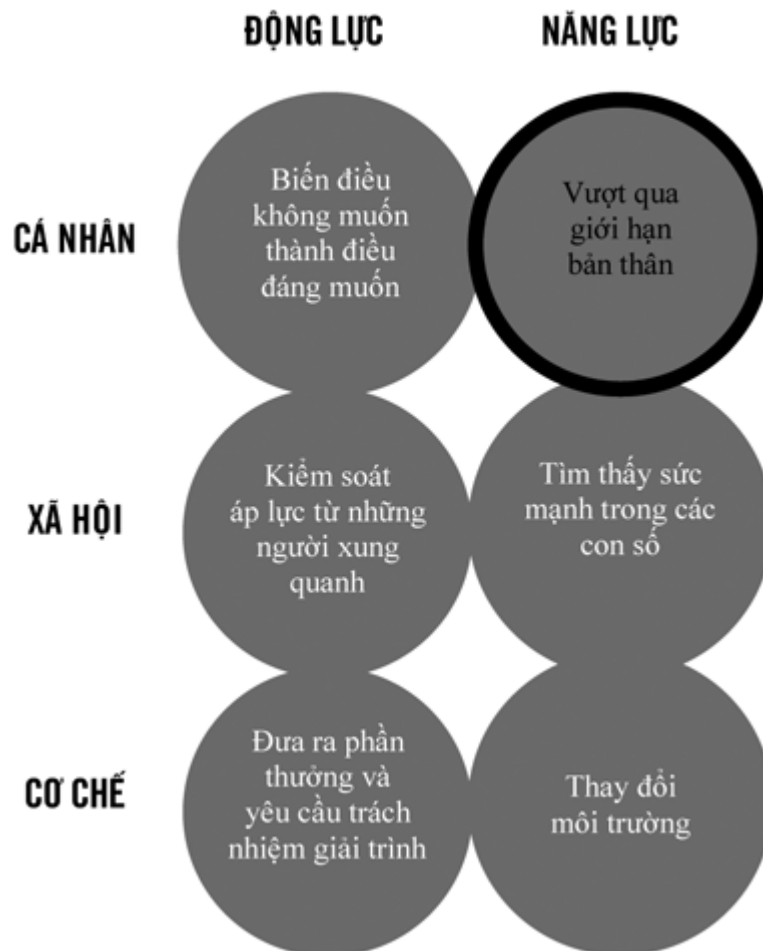 ĐỘNG LỰC NĂNG LỰC
CÁ NHÂN
Biến điều
không muốn
thành điều
đáng muốn
Vượt qua
giới hạn
bản thân
XÃ HỘI
Kiểm soát
áp lực từ những
người xung
quanh
Tìm thấy sức
mạnh trong các
con số
CƠ CHẾ
Đưa ra phần
thưởng và
yêu cầu trách
nhiệm giải trình
Thay đổi
môi trường